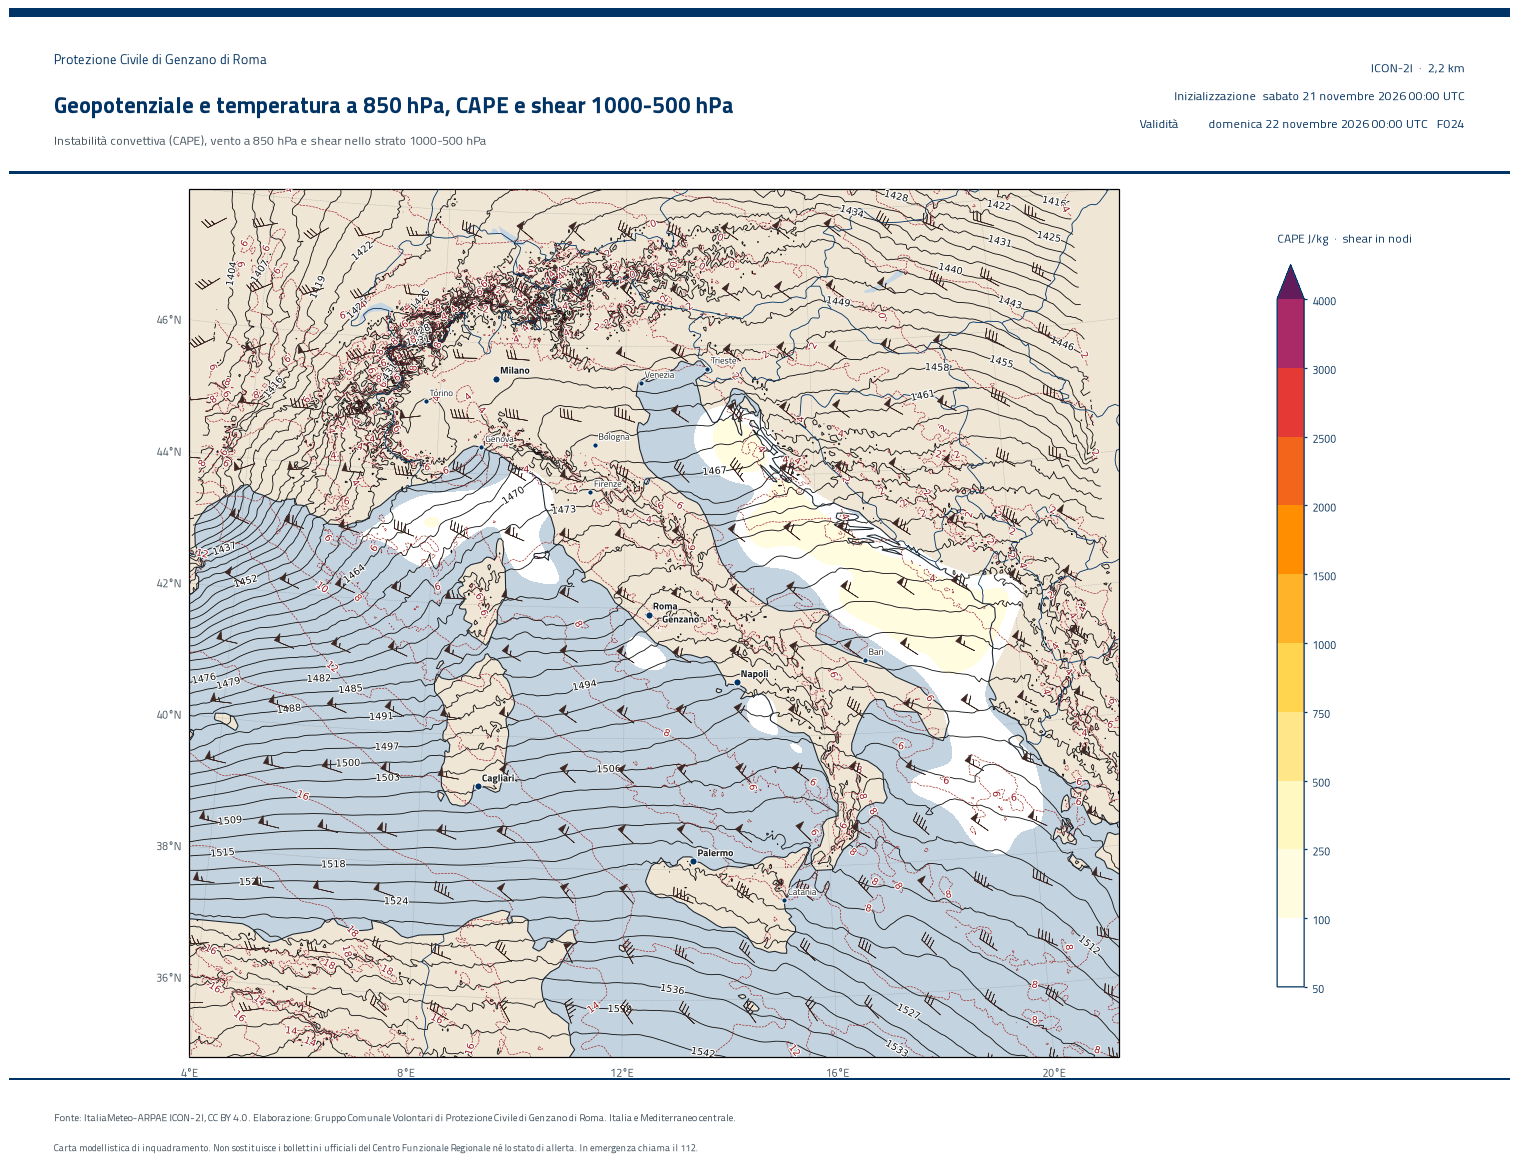 Protezione Civile di Genzano di Roma
Geopotenziale e temperatura a 850 hPa, CAPE e shear 1000-500 hPa
Instabilità convettiva (CAPE), vento a 850 hPa e shear nello strato 1000-500 hPa
ICON-2I · 2,2 km
Inizializzazione sabato 21 novembre 2026 00:00 UTC
Validità domenica 22 novembre 2026 00:00 UTC F024
CAPE J/kg · shear in nodi
4000
3000
2500
2000
1500
1000
750
500
250
100
50
46°N
44°N
42°N
40°N
38°N
36°N
4°E
8°E
12°E
16°E
20°E
Milano
Torino
Venezia
Trieste
Genova
Bologna
Firenze
Roma
Genzano
Napoli
Bari
Cagliari
Palermo
Catania
1428
1434
1422
1416
1425
1431
1440
1443
1449
1446
1455
1458
1461
1404
1407
1419
1422
1416
1467
1470
1473
1437
1452
1464
1476
1479
1482
1485
1488
1491
1494
1497
1500
1503
1506
1509
1515
1518
1521
1524
1512
1536
1527
1533
1542
Fonte: ItaliaMeteo-ARPAE ICON-2I, CC BY 4.0. Elaborazione: Gruppo Comunale Volontari di Protezione Civile di Genzano di Roma. Italia e Mediterraneo centrale.
Carta modellistica di inquadramento. Non sostituisce i bollettini ufficiali del Centro Funzionale Regionale né lo stato di allerta. In emergenza chiama il 112.